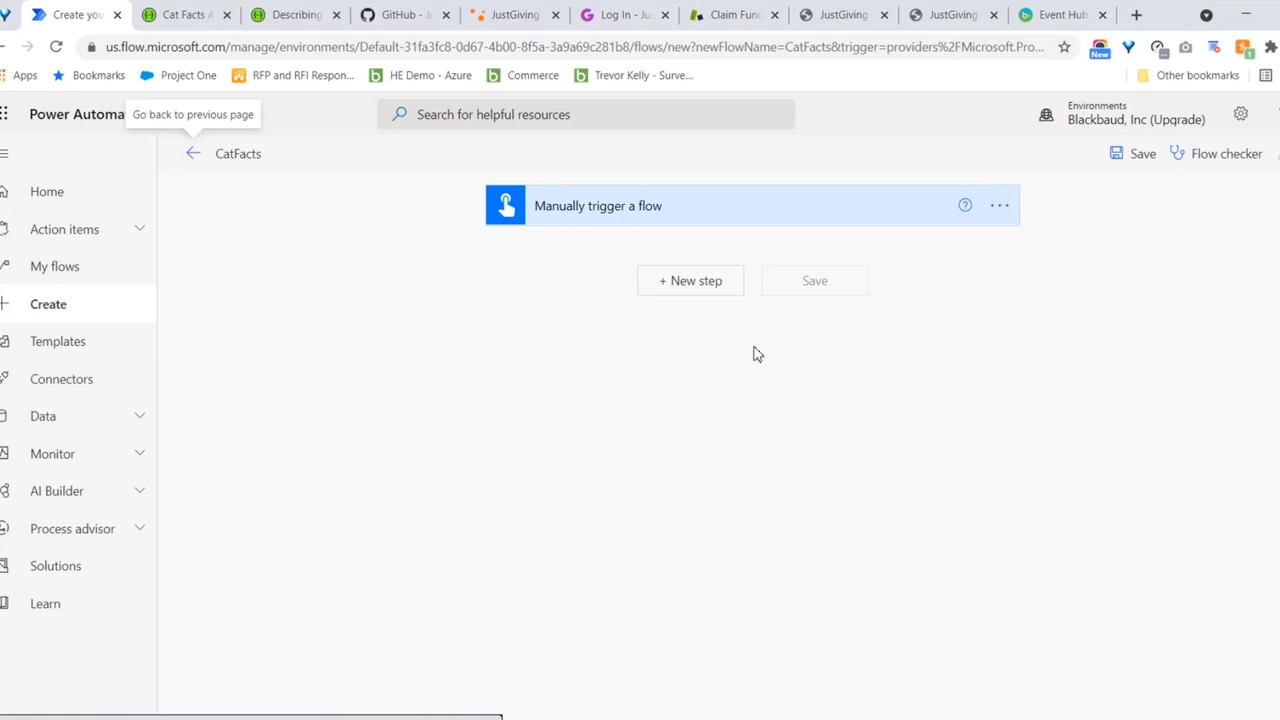 Create you
Cat Facts A
Describing
GitHub - Ju
JustGiving
Log In - Jus
Claim Func
JustGiving
JustGiving
Event Hub
us.flow.microsoft.com/manage/environments/Default-31fa3fc8-0d67-4b00-8f5a-3a9a69c281b8/flows/new?newFlowName=CatFacts&trigger=providers%2FMicrosoft.Pro...
New
1
Apps
Bookmarks
Project One
RFP and RFI Respon...
HE Demo - Azure
Commerce
Trevor Kelly - Surve...
Other bookmarks
Power Automa
Go back to previous page
Search for helpful resources
Environments
Blackbaud, Inc (Upgrade)
CatFacts
Save
Flow checker
Home
Action items
My flows
Create
Templates
Connectors
Data
Monitor
AI Builder
Process advisor
Solutions
Learn
Manually trigger a flow
+ New step
Save